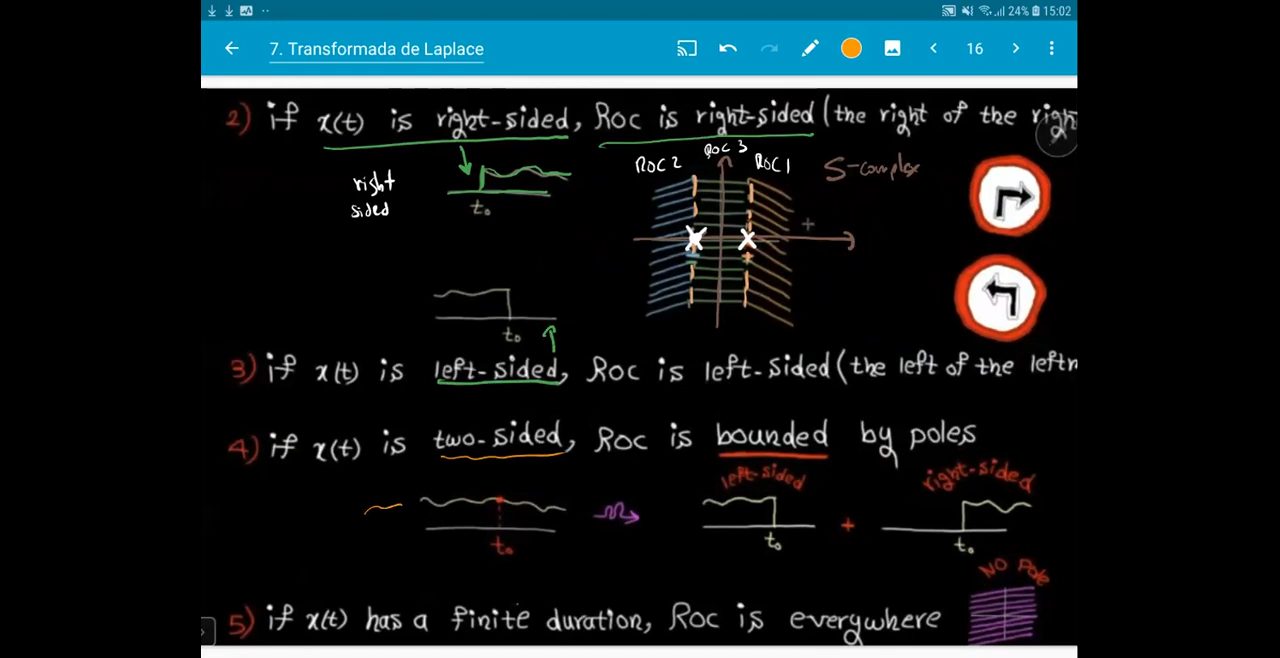 24% 15:02
7. Transformada de Laplace
16
2) if x(t) is right-sided, ROC is right-sided (the right of the righ
ROC 2 ROC 3 ROC 1 S-complex
right
sided
t₀
t₀
3) if x(t) is left-sided, ROC is left-sided (the left of the leftm
4) if x(t) is two-sided, ROC is bounded by poles
left-sided right-sided
+
t₀ t₀ t₀
NO Pole
5) if x(t) has a finite duration, ROC is everywhere